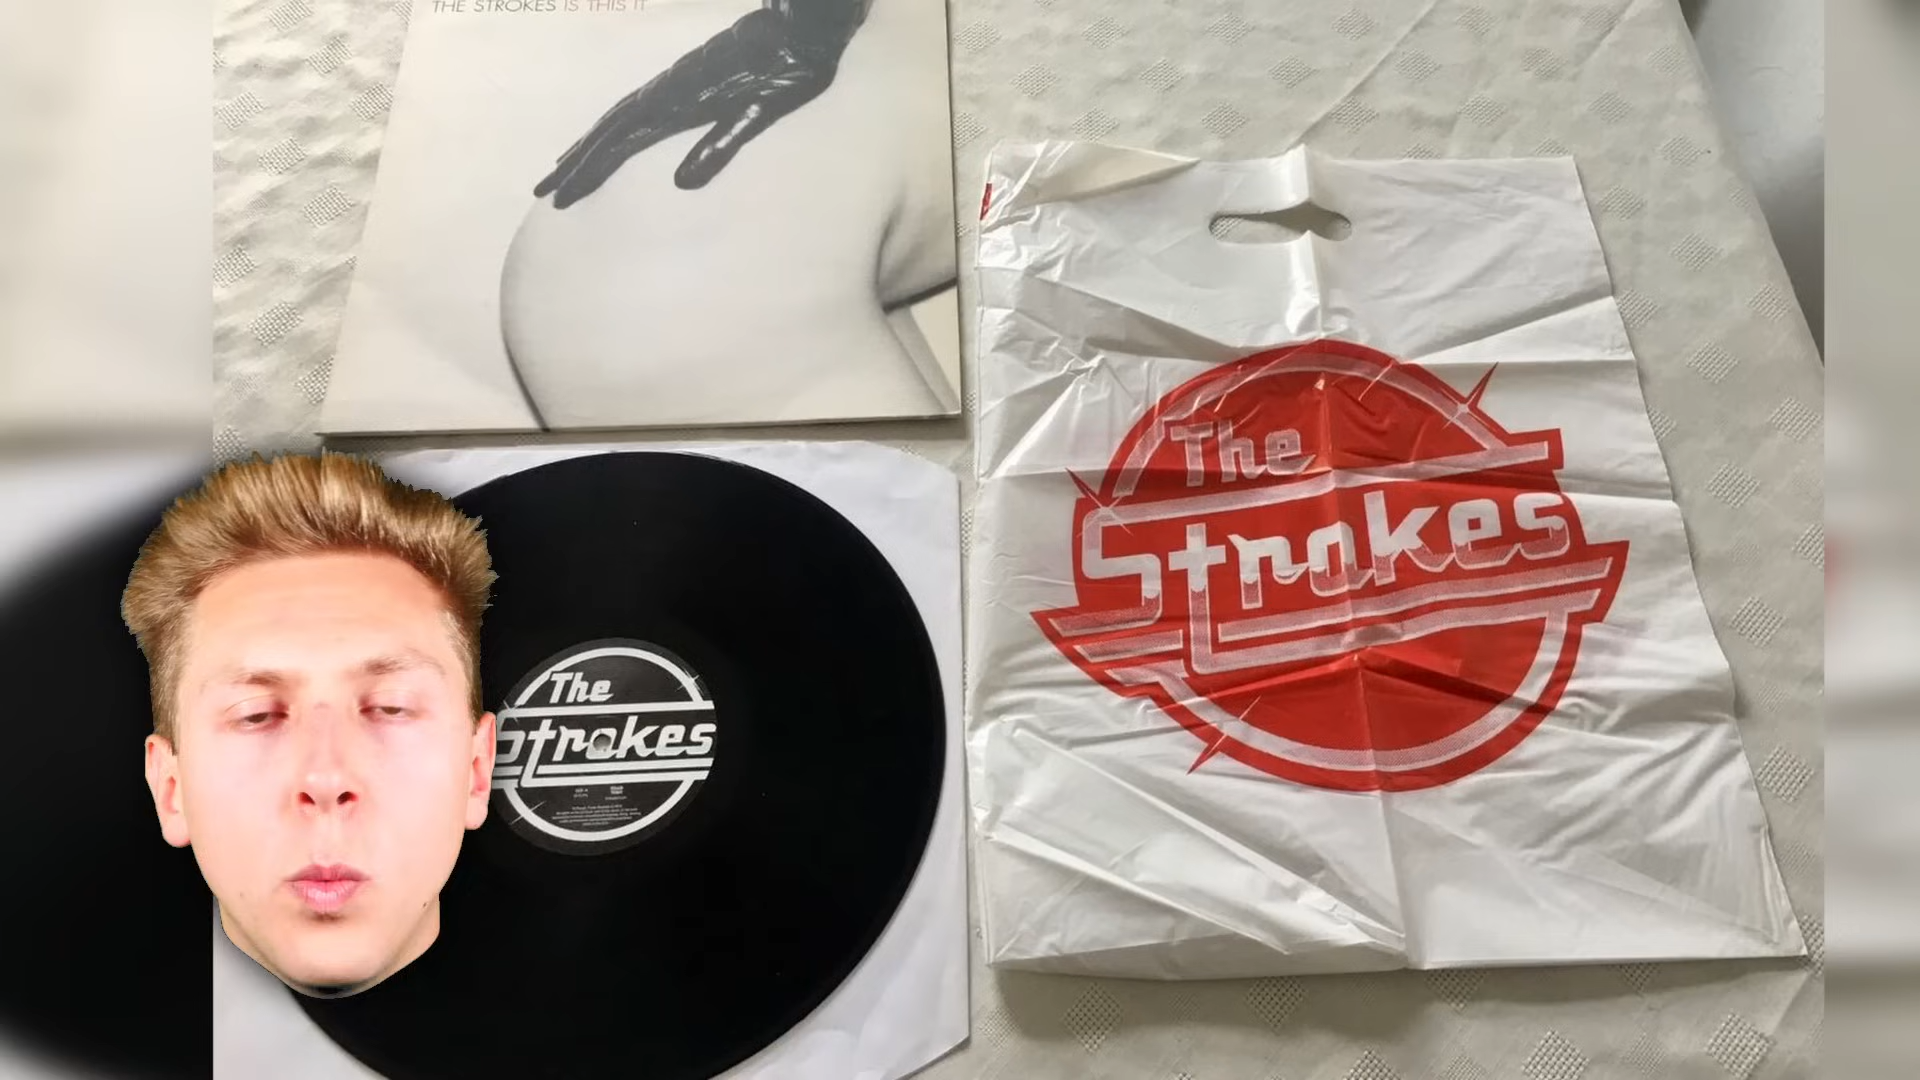 THE STROKES IS THIS IT
The
Strokes
The
Strokes